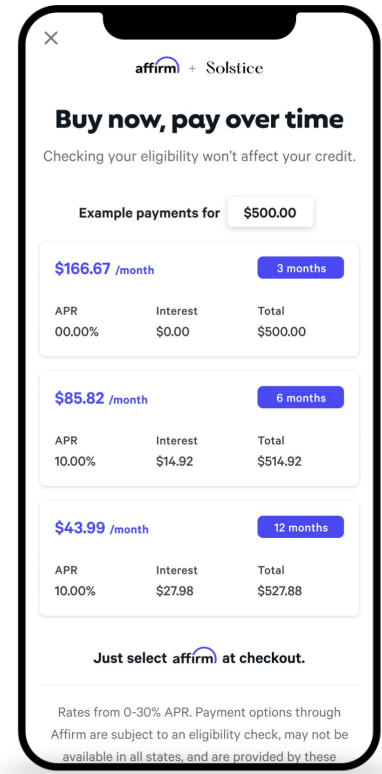 affirm + Solstice
Buy now, pay over time
Checking your eligibility won't affect your credit.
Example payments for $500.00
$166.67 /month 3 months
APR Interest Total
00.00% $0.00 $500.00
$85.82 /month 6 months
APR Interest Total
10.00% $14.92 $514.92
$43.99 /month 12 months
APR Interest Total
10.00% $27.98 $527.88
Just select affirm at checkout.
Rates from 0-30% APR. Payment options through
Affirm are subject to an eligibility check, may not be
available in all states, and are provided by these